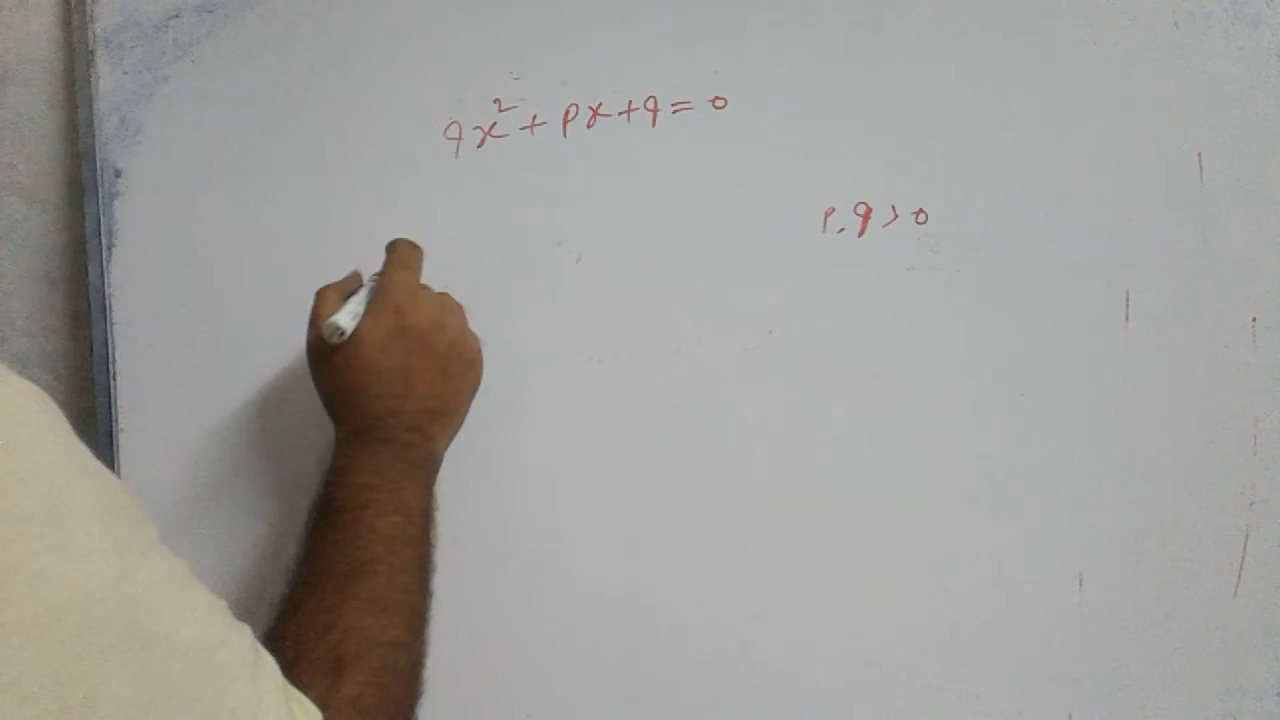 qx² + px + q = 0
p, q > 0